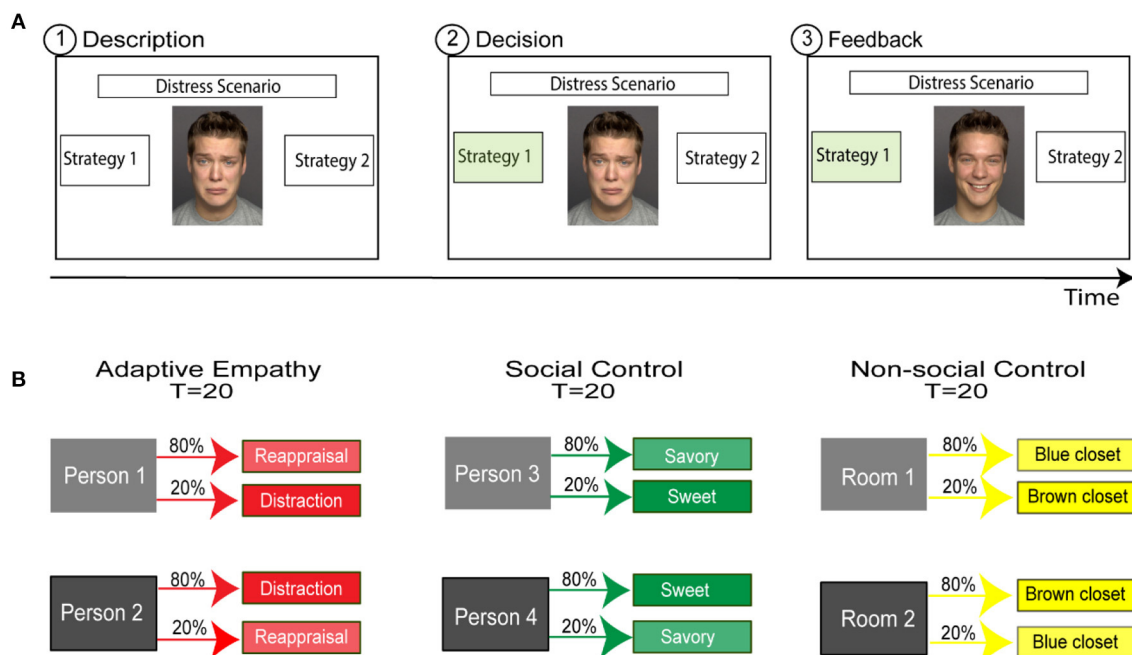 A
1 Description
2 Decision
3 Feedback
Distress Scenario
Strategy 1
Strategy 2
Distress Scenario
Strategy 1
Strategy 2
Distress Scenario
Strategy 1
Strategy 2
Time
B
Adaptive Empathy
T=20
Person 1
80%
Reappraisal
20%
Distraction
Person 2
80%
Distraction
20%
Reappraisal
Social Control
T=20
Person 3
80%
Savory
20%
Sweet
Person 4
80%
Sweet
20%
Savory
Non-social Control
T=20
Room 1
80%
Blue closet
20%
Brown closet
Room 2
80%
Brown closet
20%
Blue closet